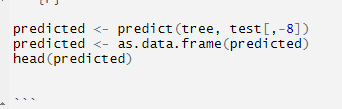 predicted <- predict(tree, test[,-8])
predicted <- as.data.frame(predicted)
head(predicted)
```